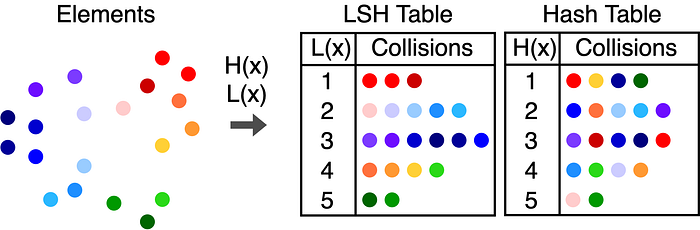 Elements
H(x)
L(x)
LSH Table
L(x) Collisions
1
2
3
4
5
Hash Table
H(x) Collisions
1
2
3
4
5